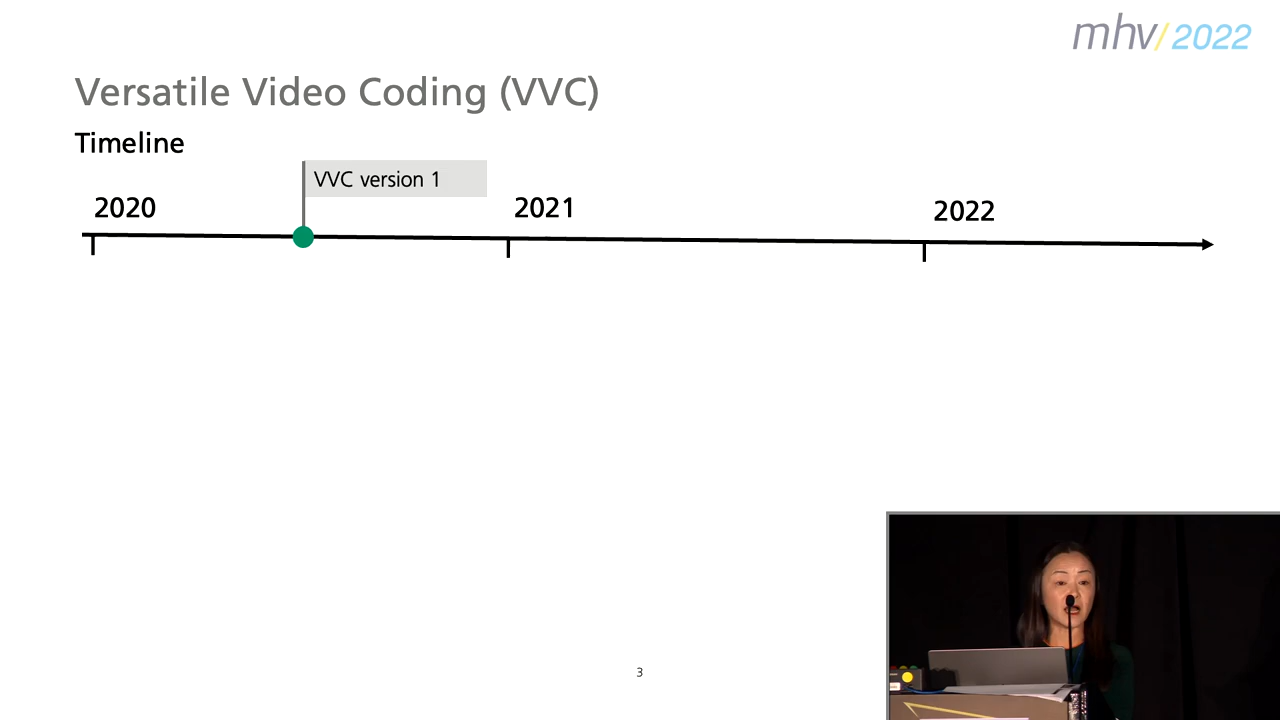 mhv/2022
Versatile Video Coding (VVC)
Timeline
VVC version 1
2020
2021
2022
3